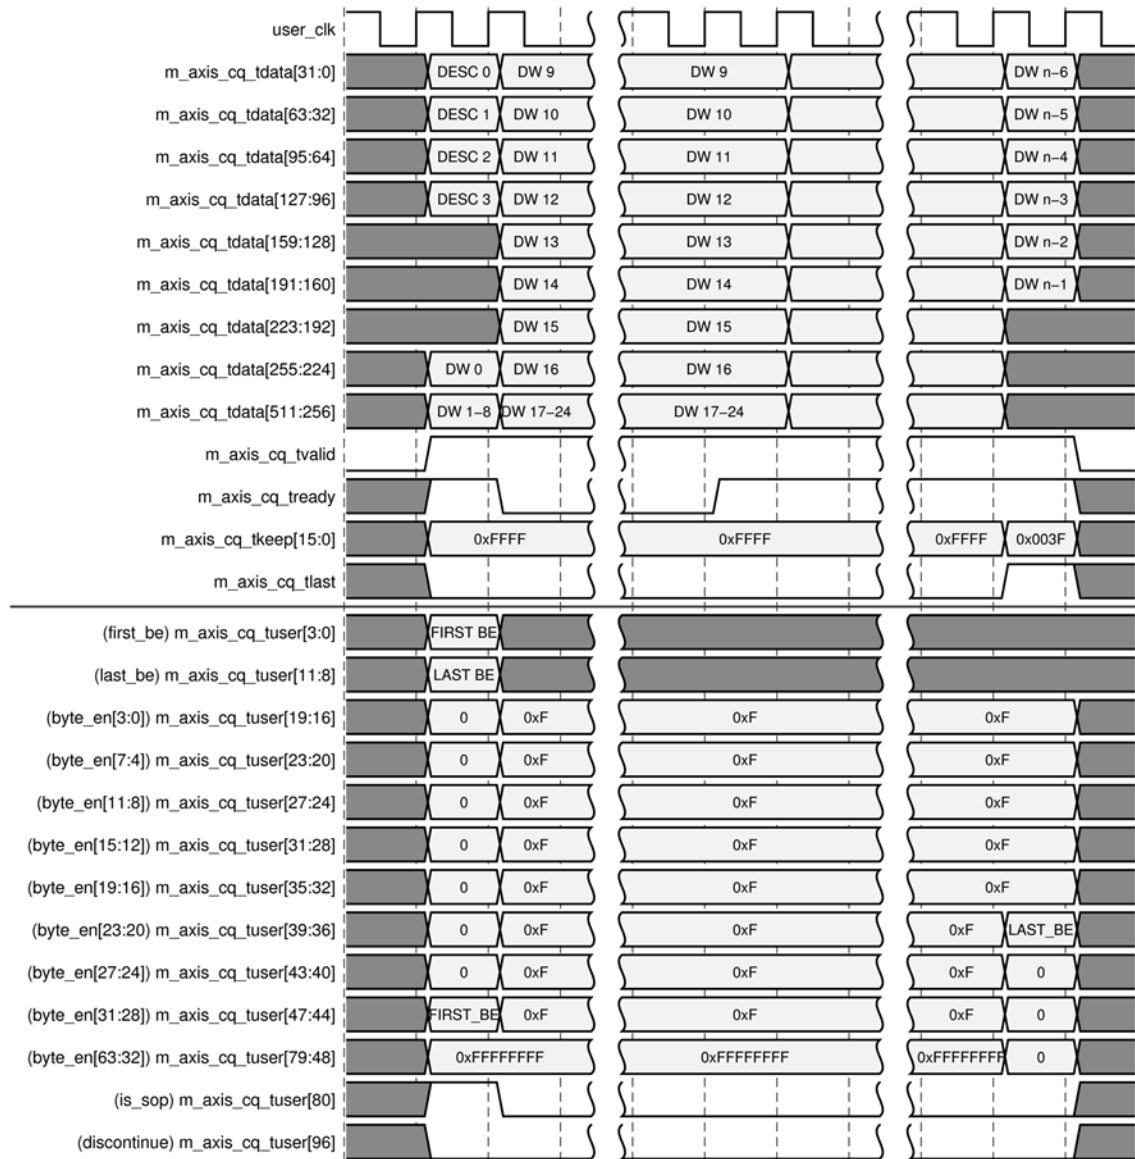 user_clk
m_axis_cq_tdata[31:0] DESC 0 DW 9 DW 9 DW n−6
m_axis_cq_tdata[63:32] DESC 1 DW 10 DW 10 DW n−5
m_axis_cq_tdata[95:64] DESC 2 DW 11 DW 11 DW n−4
m_axis_cq_tdata[127:96] DESC 3 DW 12 DW 12 DW n−3
m_axis_cq_tdata[159:128] DW 13 DW 13 DW n−2
m_axis_cq_tdata[191:160] DW 14 DW 14 DW n−1
m_axis_cq_tdata[223:192] DW 15 DW 15
m_axis_cq_tdata[255:224] DW 0 DW 16 DW 16
m_axis_cq_tdata[511:256] DW 1−8 DW 17−24 DW 17−24
m_axis_cq_tvalid
m_axis_cq_tready
m_axis_cq_tkeep[15:0] 0xFFFF 0xFFFF 0xFFFF 0x003F
m_axis_cq_tlast
(first_be) m_axis_cq_tuser[3:0] FIRST BE
(last_be) m_axis_cq_tuser[11:8] LAST BE
(byte_en[3:0]) m_axis_cq_tuser[19:16] 0 0xF 0xF 0xF
(byte_en[7:4]) m_axis_cq_tuser[23:20] 0 0xF 0xF 0xF
(byte_en[11:8]) m_axis_cq_tuser[27:24] 0 0xF 0xF 0xF
(byte_en[15:12]) m_axis_cq_tuser[31:28] 0 0xF 0xF 0xF
(byte_en[19:16]) m_axis_cq_tuser[35:32] 0 0xF 0xF 0xF
(byte_en[23:20) m_axis_cq_tuser[39:36] 0 0xF 0xF 0xF LAST_BE
(byte_en[27:24]) m_axis_cq_tuser[43:40] 0 0xF 0xF 0xF 0
(byte_en[31:28]) m_axis_cq_tuser[47:44] FIRST_BE 0xF 0xF 0xF 0
(byte_en[63:32]) m_axis_cq_tuser[79:48] 0xFFFFFFFF 0xFFFFFFFF 0xFFFFFFFF 0
(is_sop) m_axis_cq_tuser[80]
(discontinue) m_axis_cq_tuser[96]